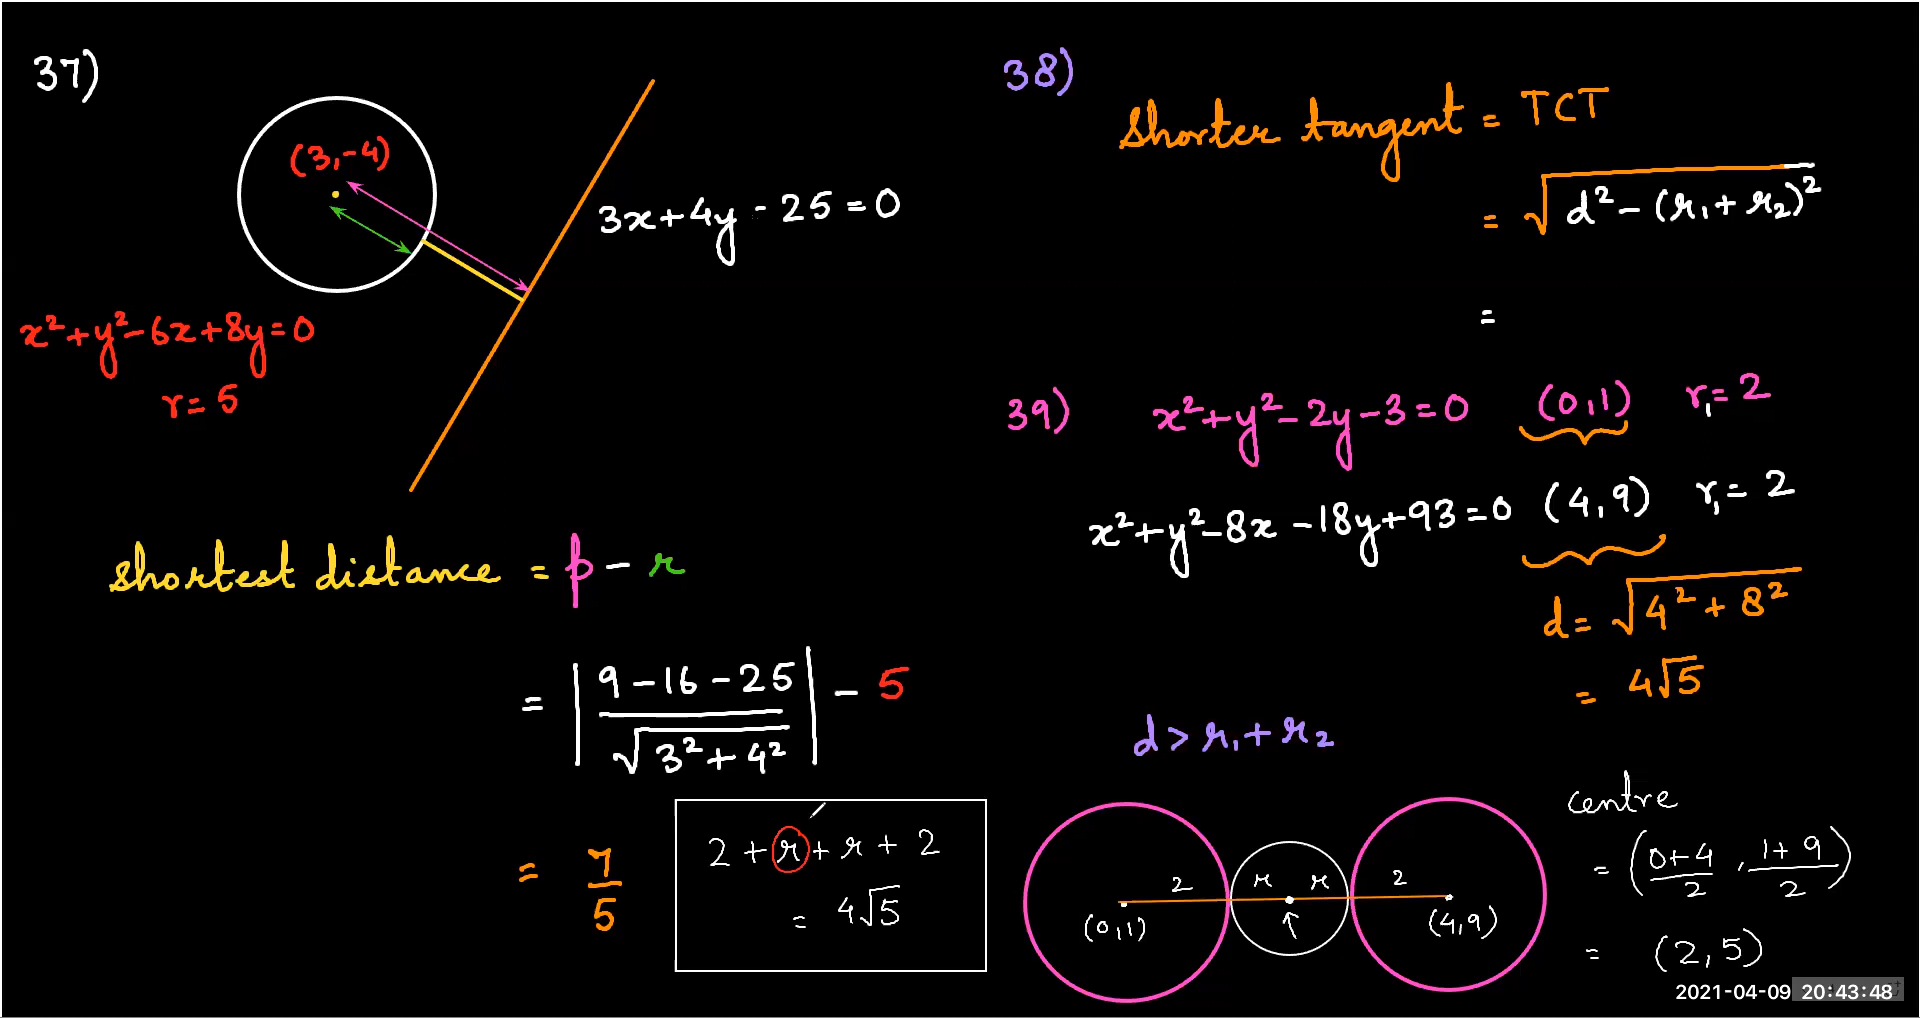 37)
(3,-4)
3x+4y-25=0
x²+y²-6x+8y=0
r=5
Shortest distance = p - r
= |(9-16-25)/√(3²+4²)| - 5
= 7/5
2+r+r+2
= 4√5
38)
Shorter tangent = TCT
= √(d²-(r₁+r₂)²)
=
39) x²+y²-2y-3=0 (0,1) r₁=2
x²+y²-8x-18y+93=0 (4,9) r₁=2
d= √(4²+8²)
= 4√5
d>r₁+r₂
2 r r 2
(0,1) ↑ (4,9)
centre
= ((0+4)/2, (1+9)/2)
= (2,5)
2021-04-09 20:43:48